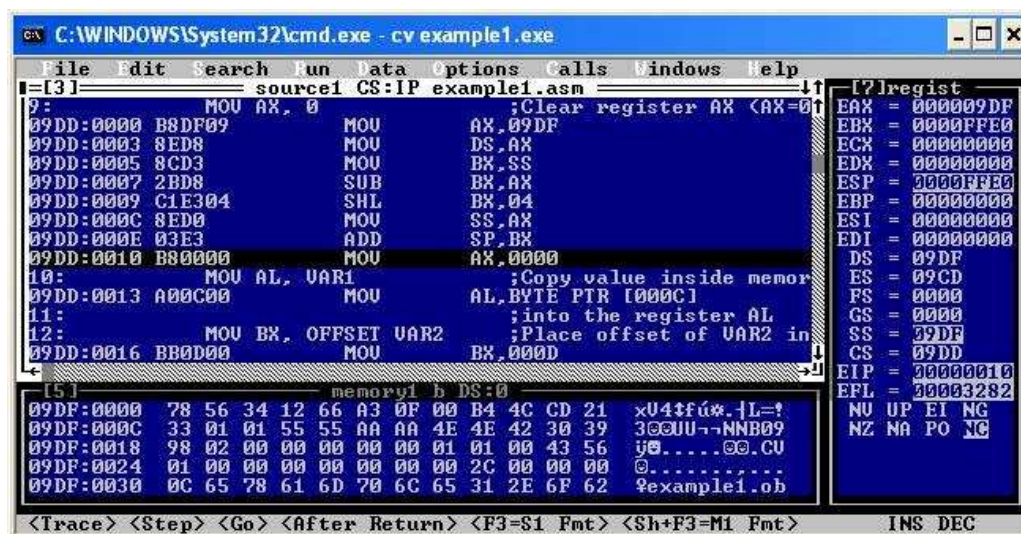 C:\WINDOWS\System32\cmd.exe - cv example1.exe
File Edit Search Run Data Options Calls Windows Help
[3] source1 CS:IP example1.asm
9: MOV AX, 0 ;Clear register AX (AX=0
09DD:0000 B8DF09 MOV AX,09DF
09DD:0003 8ED8 MOV DS,AX
09DD:0005 8CD3 MOV BX,SS
09DD:0007 2BD8 SUB BX,AX
09DD:0009 C1E304 SHL BX,04
09DD:000C 8ED0 MOV SS,AX
09DD:000E 03E3 ADD SP,BX
09DD:0010 B80000 MOV AX,0000
10: MOV AL, VAR1 ;Copy value inside memor
09DD:0013 A00C00 MOV AL,BYTE PTR [000C]
11: ;into the register AL
12: MOV BX, OFFSET VAR2 ;Place offset of VAR2 in
09DD:0016 BB0D00 MOV BX,000D
[5] memory1 b DS:0
09DF:0000 78 56 34 12 66 A3 0F 00 B4 4C CD 21 xV4↕fú☼.┤L=!
09DF:000C 33 01 01 55 55 AA AA 4E 4E 42 30 39 3☺☺UU¬¬NNB09
09DF:0018 98 02 00 00 00 00 00 01 01 00 43 56 ÿ☻.....☺☺.CV
09DF:0024 01 00 00 00 00 00 00 00 2C 00 00 00 ☺.......,...
09DF:0030 0C 65 78 61 6D 70 6C 65 31 2E 6F 62 ♀example1.ob
[7]regist
EAX = 000009DF
EBX = 0000FFE0
ECX = 00000000
EDX = 00000000
ESP = 0000FFE0
EBP = 00000000
ESI = 00000000
EDI = 00000000
DS = 09DF
ES = 09CD
FS = 0000
GS = 0000
SS = 09DF
CS = 09DD
EIP = 00000010
EFL = 00003282
NV UP EI NG
NZ NA PO NC
<Trace> <Step> <Go> <After Return> <F3=S1 Fmt> <Sh+F3=M1 Fmt> INS DEC